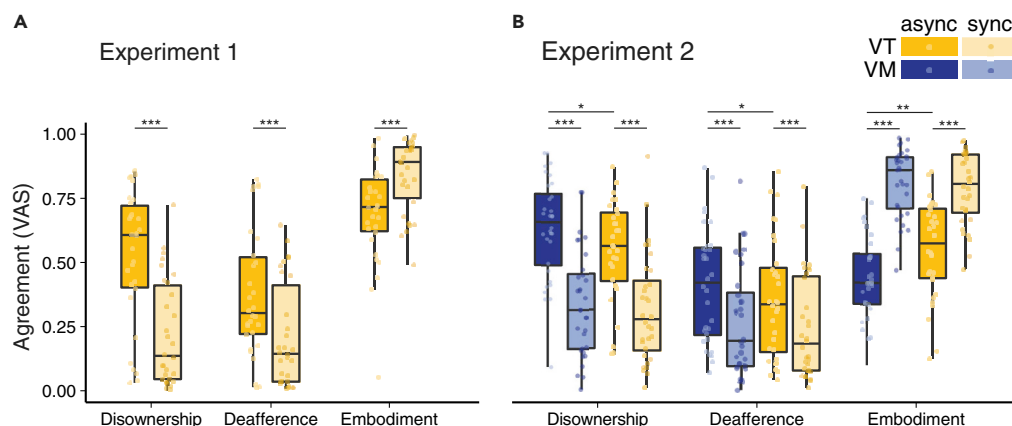 A
Experiment 1
B
Experiment 2
async sync
VT
VM
Agreement (VAS)
1.00
0.75
0.50
0.25
0.00
***
***
***
*
***
***
*
***
***
**
***
***
Disownership Deafference Embodiment
Disownership Deafference Embodiment